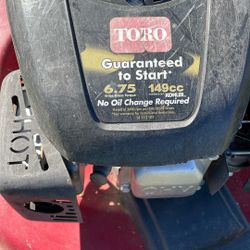 TORO
Guaranteed
to Start*
6.75 149cc
KOHLER
No Oil Change Required
HOT